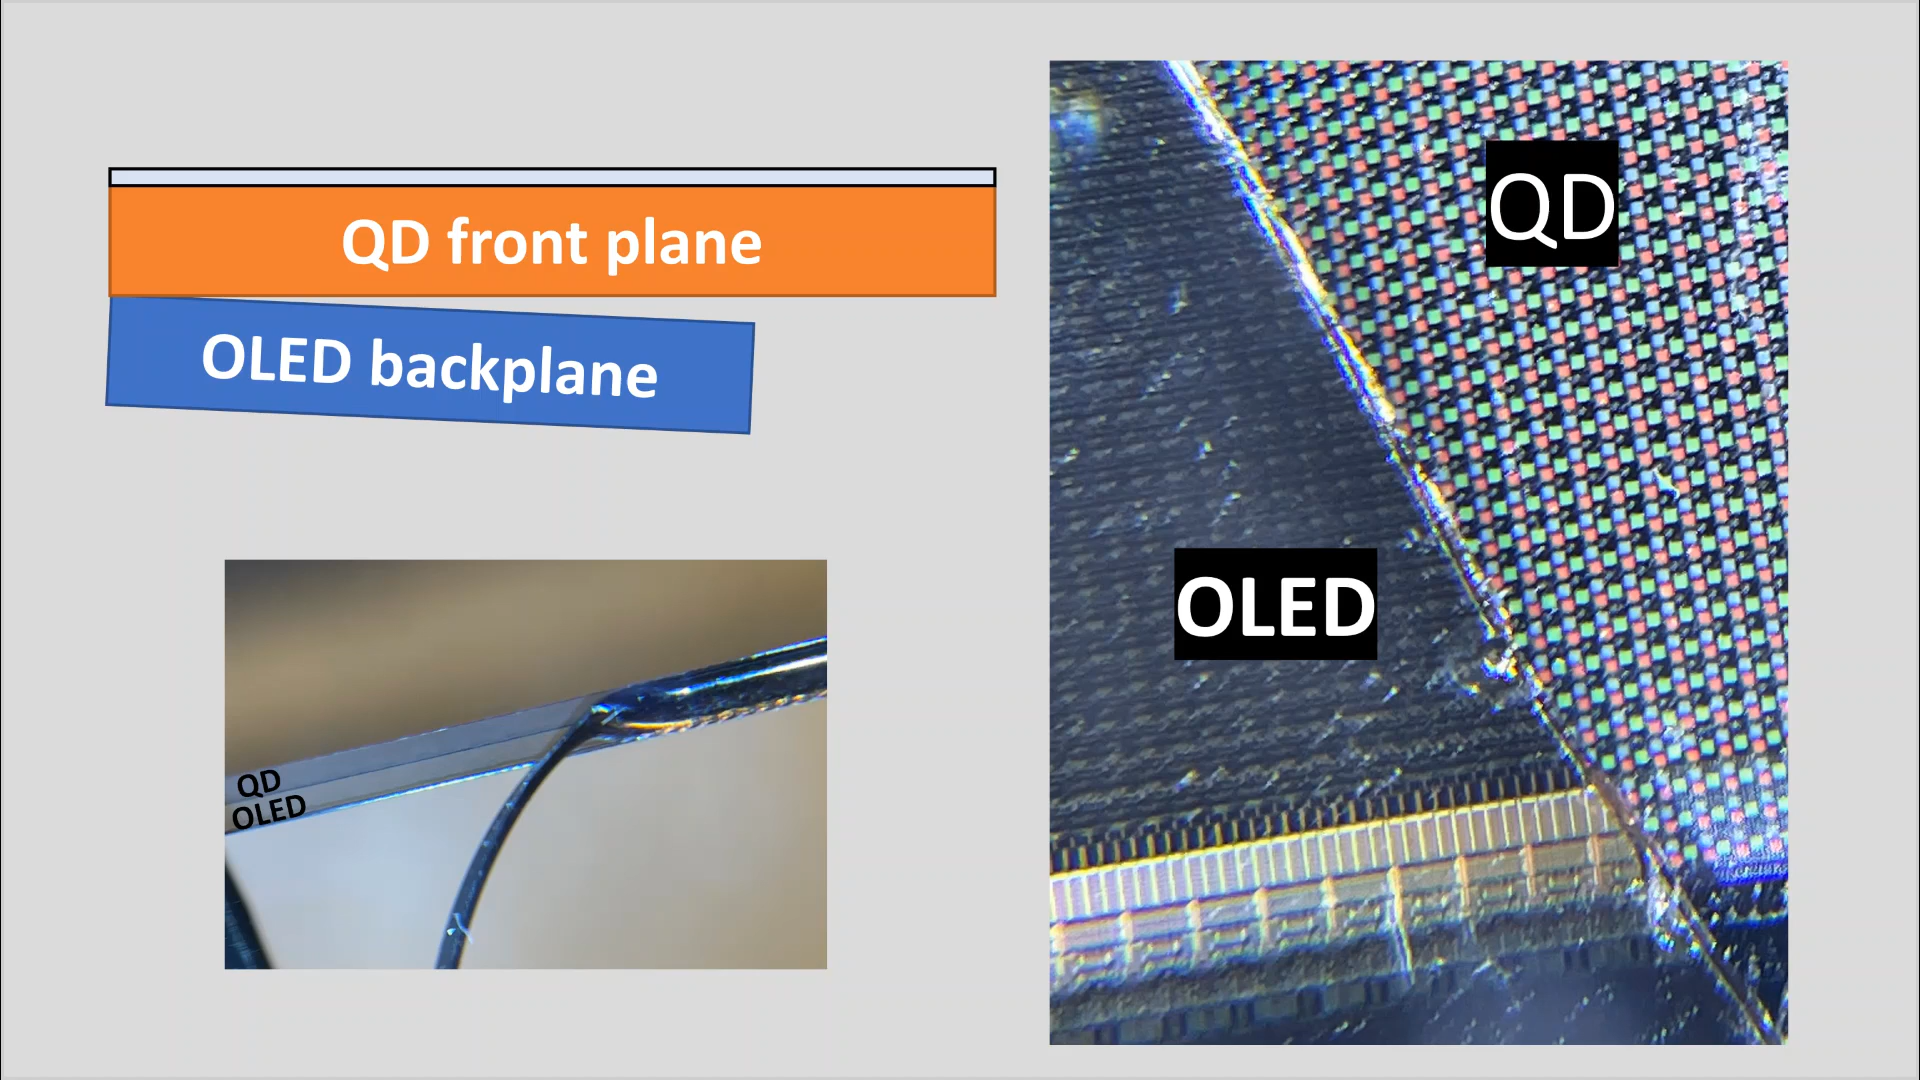 QD front plane
OLED backplane
QD
OLED
QD
OLED